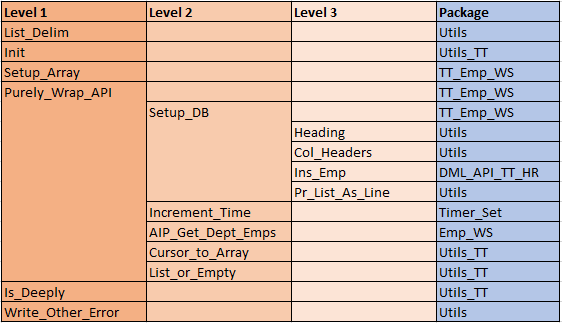 Level 1 Level 2 Level 3 Package
List_Delim Utils
Init Utils_TT
Setup_Array TT_Emp_WS
Purely_Wrap_API TT_Emp_WS
Setup_DB TT_Emp_WS
Heading Utils
Col_Headers Utils
Ins_Emp DML_API_TT_HR
Pr_List_As_Line Utils
Increment_Time Timer_Set
AIP_Get_Dept_Emps Emp_WS
Cursor_to_Array Utils_TT
List_or_Empty Utils_TT
Is_Deeply Utils_TT
Write_Other_Error Utils